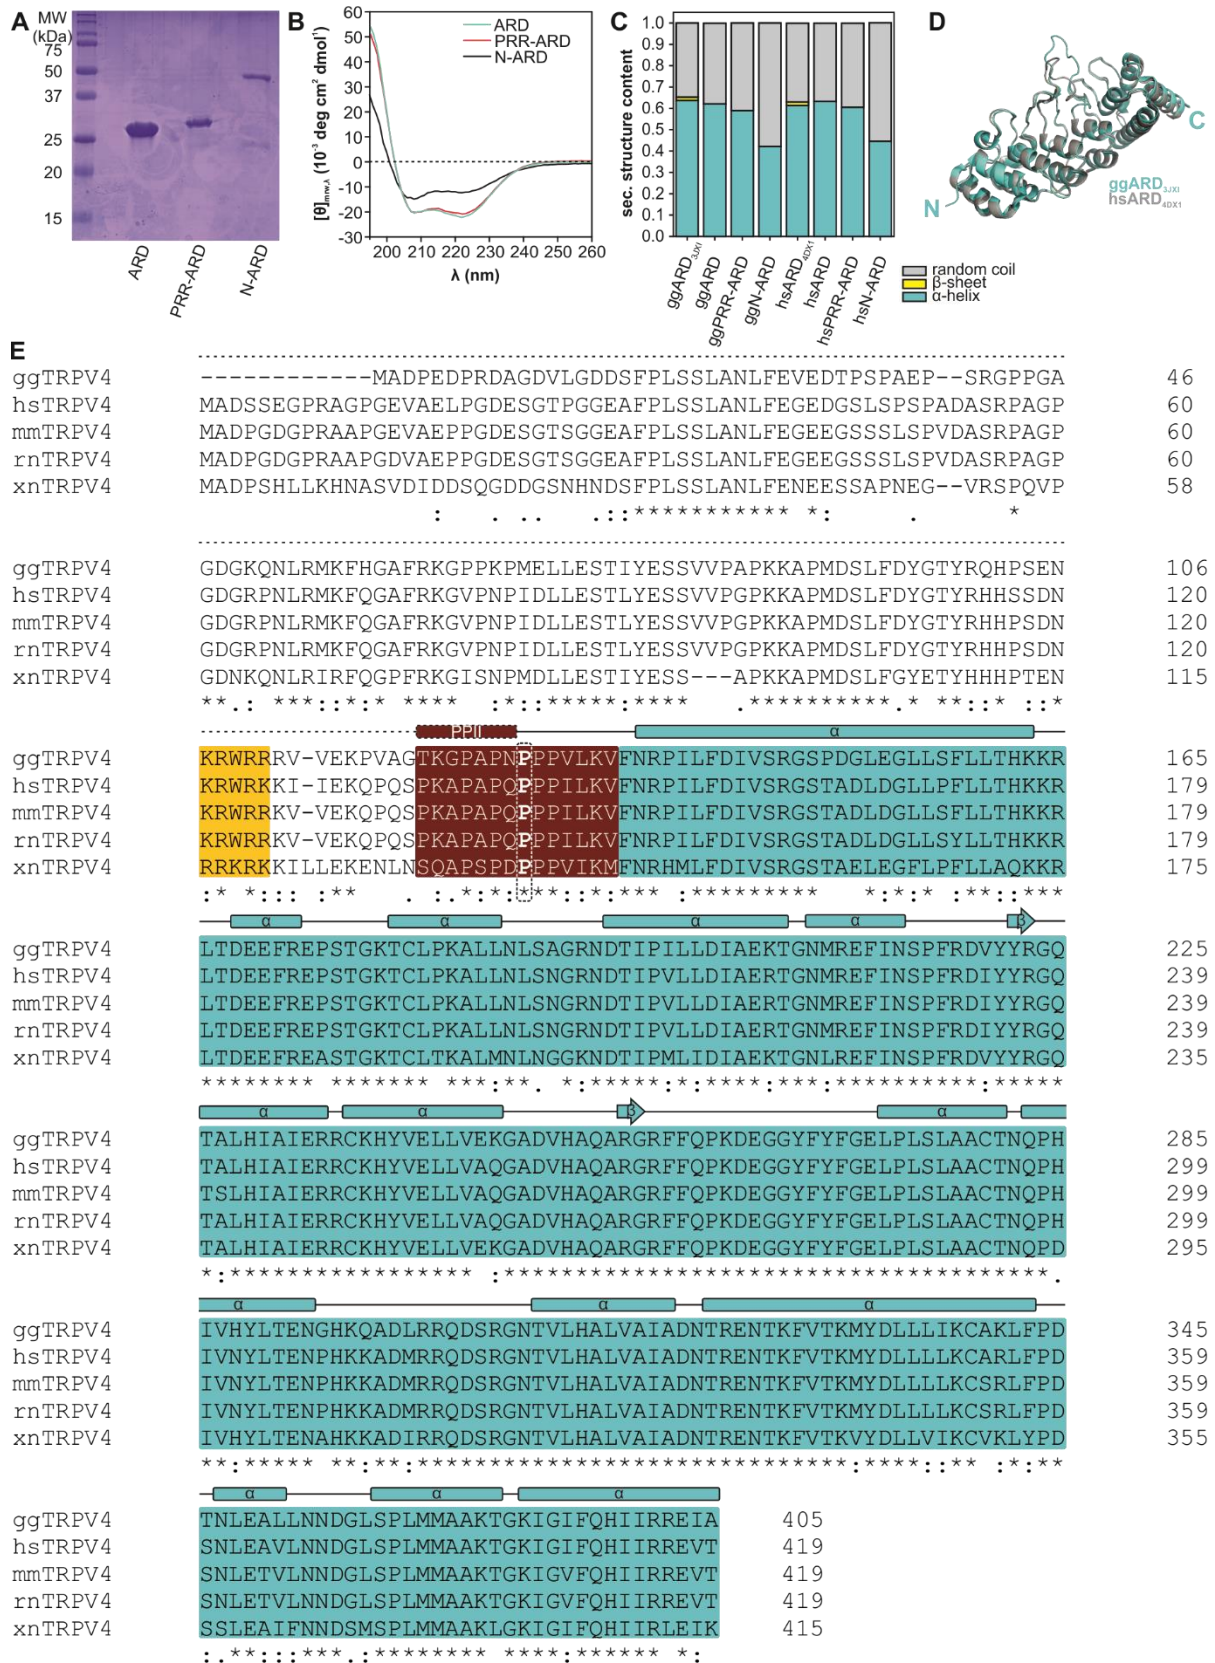 A
MW
(kDa)
75
50
37
25
20
15
ARD
PRR-ARD
N-ARD
B
[θ]mrw,λ (10⁻³ deg cm² dmol¹)
60
50
40
30
20
10
0
-10
-20
-30
200 210 220 230 240 250 260
λ (nm)
ARD
PRR-ARD
N-ARD
C
sec. structure content
1.0
0.9
0.8
0.7
0.6
0.5
0.4
0.3
0.2
0.1
0.0
ggARD3JXI
ggARD
ggPRR-ARD
ggN-ARD
hsARD4DX1
hsARD
hsPRR-ARD
hsN-ARD
random coil
β-sheet
α-helix
D
N
C
ggARD3JXI
hsARD4DX1
E
ggTRPV4 ------------MADPEDPRDAGDVLGDDSFPLSSLANLFEVEDTPSPAEP--SRGPPGA 46
hsTRPV4 MADSSEGPRAGPGEVAELPGDESGTPGGEAFPLSSLANLFEGEDGSLSPSPADASRPAGP 60
mmTRPV4 MADPGDGPRAAPGEVAEPPGDESGTSGGEAFPLSSLANLFEGEEGSSSLSPVDASRPAGP 60
rnTRPV4 MADPGDGPRAAPGDVAEPPGDESGTSGGEAFPLSSLANLFEGEEGSSSLSPVDASRPAGP 60
xnTRPV4 MADPSHLLKHNASVDIDDSQGDDGSNHNDSFPLSSLANLFENEESSAPNEG--VRSPQVP 58
: . .. .::*********** *: . *
ggTRPV4 GDGKQNLRMKFHGAFRKGPPKPMELLESTIYESSVVPAPKKAPMDSLFDYGTYRQHPSEN 106
hsTRPV4 GDGRPNLRMKFQGAFRKGVPNPIDLLESTLYESSVVPGPKKAPMDSLFDYGTYRHHSSDN 120
mmTRPV4 GDGRPNLRMKFQGAFRKGVPNPIDLLESTLYESSVVPGPKKAPMDSLFDYGTYRHHPSDN 120
rnTRPV4 GDGRPNLRMKFQGAFRKGVPNPIDLLESTLYESSVVPGPKKAPMDSLFDYGTYRHHPSDN 120
xnTRPV4 GDNKQNLRIRFQGPFRKGISNPMDLLESTIYESS---APKKAPMDSLFGYETYHHHPTEN 115
**.: ***::*:* **** .:*::*****:**** .********** * **::* ::*
PPII α
ggTRPV4 KRWRRRV-VEKPVAGTKGPAPNPPPVLKVFNRPILFDIVSRGSPDGLEGLLSFLLTHKKR 165
hsTRPV4 KRWRKKI-IEKQPQSPKAPAPQPPPILKVFNRPILFDIVSRGSTADLDGLLPFLLTHKKR 179
mmTRPV4 KRWRRKV-VEKQPQSPKAPAPQPPPILKVFNRPILFDIVSRGSTADLDGLLSFLLTHKKR 179
rnTRPV4 KRWRRKV-VEKQPQSPKAPAPQPPPILKVFNRPILFDIVSRGSTADLDGLLSFLLTHKKR 179
xnTRPV4 RRKRKKILLEKENLNSQAPSPDPPPVIKMFNRHMLFDIVSRGSTAELEGFLPFLLAQKKR 175
:* *::: :** . .:.*:*:***::*:*** :********* *:*:* ***::***
α α α α β
ggTRPV4 LTDEEFREPSTGKTCLPKALLNLSAGRNDTIPILLDIAEKTGNMREFINSPFRDVYYRGQ 225
hsTRPV4 LTDEEFREPSTGKTCLPKALLNLSNGRNDTIPVLLDIAERTGNMREFINSPFRDIYYRGQ 239
mmTRPV4 LTDEEFREPSTGKTCLPKALLNLSNGRNDTIPVLLDIAERTGNMREFINSPFRDIYYRGQ 239
rnTRPV4 LTDEEFREPSTGKTCLPKALLNLSNGRNDTIPVLLDIAERTGNMREFINSPFRDIYYRGQ 239
xnTRPV4 LTDEEFREASTGKTCLTKALMNLNGGKNDTIPMLIDIAEKTGNLREFINSPFRDVYYRGQ 235
******** ******* ***:**. *:*****:*:****:***:**********:*****
α α β α
ggTRPV4 TALHIAIERRCKHYVELLVEKGADVHAQARGRFFQPKDEGGYFYFGELPLSLAACTNQPH 285
hsTRPV4 TALHIAIERRCKHYVELLVAQGADVHAQARGRFFQPKDEGGYFYFGELPLSLAACTNQPH 299
mmTRPV4 TSLHIAIERRCKHYVELLVAQGADVHAQARGRFFQPKDEGGYFYFGELPLSLAACTNQPH 299
rnTRPV4 TALHIAIERRCKHYVELLVAQGADVHAQARGRFFQPKDEGGYFYFGELPLSLAACTNQPH 299
xnTRPV4 TALHIAIERRCKHYVELLVEKGADVHAQARGRFFQPKDEGGYFYFGELPLSLAACTNQPD 295
*:***************** :**************************************.
α α α
ggTRPV4 IVHYLTENGHKQADLRRQDSRGNTVLHALVAIADNTRENTKFVTKMYDLLLIKCAKLFPD 345
hsTRPV4 IVNYLTENPHKKADMRRQDSRGNTVLHALVAIADNTRENTKFVTKMYDLLLLKCARLFPD 359
mmTRPV4 IVNYLTENPHKKADMRRQDSRGNTVLHALVAIADNTRENTKFVTKMYDLLLLKCSRLFPD 359
rnTRPV4 IVNYLTENPHKKADMRRQDSRGNTVLHALVAIADNTRENTKFVTKMYDLLLLKCSRLFPD 359
xnTRPV4 IVHYLTENAHKKADIRRQDSRGNTVLHALVAIADNTRENTKFVTKVYDLLVIKCVKLYPD 355
**:***** **:**:******************************:****::** :*:**
α α α
ggTRPV4 TNLEALLNNDGLSPLMMAAKTGKIGIFQHIIRREIA 405
hsTRPV4 SNLEAVLNNDGLSPLMMAAKTGKIGIFQHIIRREVT 419
mmTRPV4 SNLETVLNNDGLSPLMMAAKTGKIGVFQHIIRREVT 419
rnTRPV4 SNLETVLNNDGLSPLMMAAKTGKIGVFQHIIRREVT 419
xnTRPV4 SSLEAIFNNDSMSPLMMAAKLGKIGIFQHIIRLEIK 415
:.**:::***.:******** ****:****** *: